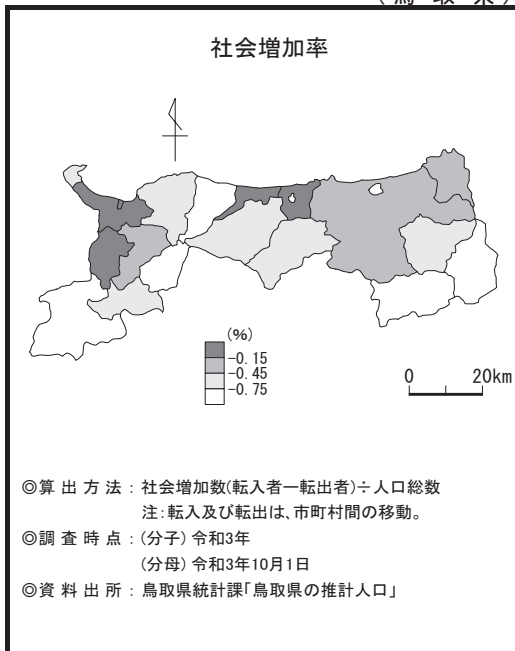 社会増加率
(%)
-0.15
-0.45
-0.75
0 20km
◎算出方法：社会増加数(転入者ー転出者)÷人口総数
注:転入及び転出は、市町村間の移動。
◎調査時点：(分子) 令和3年
(分母) 令和3年10月1日
◎資料出所：鳥取県統計課「鳥取県の推計人口」